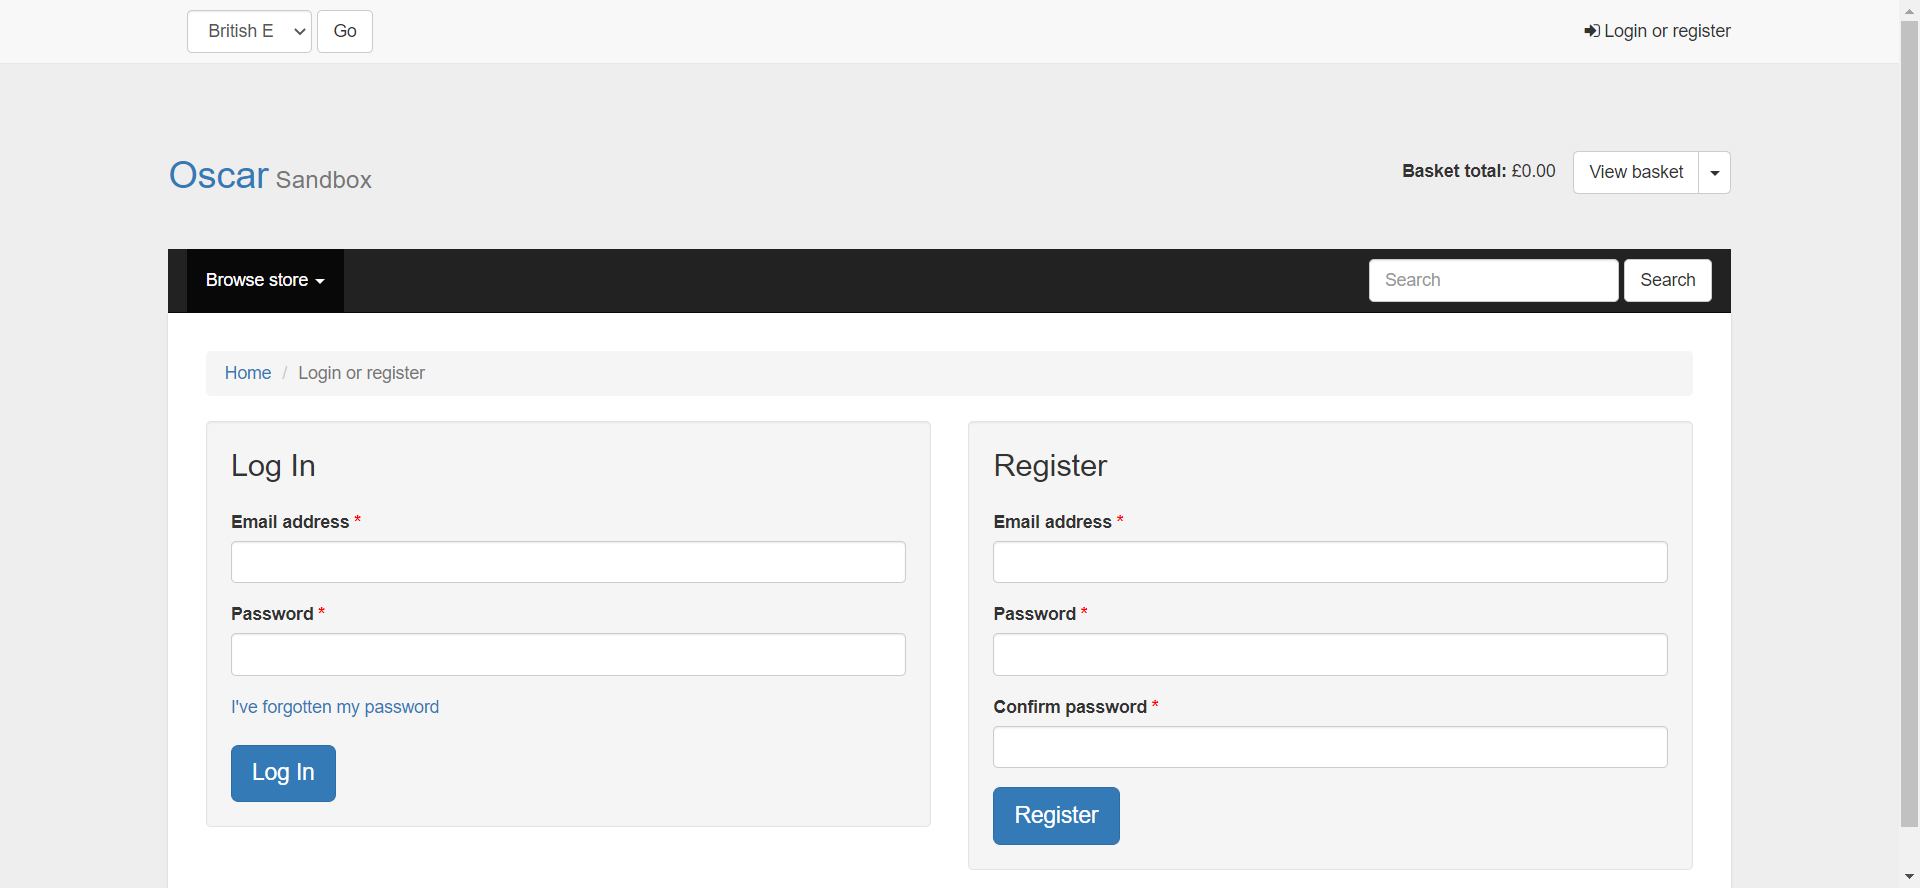 British E Go Login or register
Oscar Sandbox Basket total: £0.00 View basket
Browse store Search Search
Home / Login or register
Log In
Email address *
Password *
I've forgotten my password
Log In
Register
Email address *
Password *
Confirm password *
Register